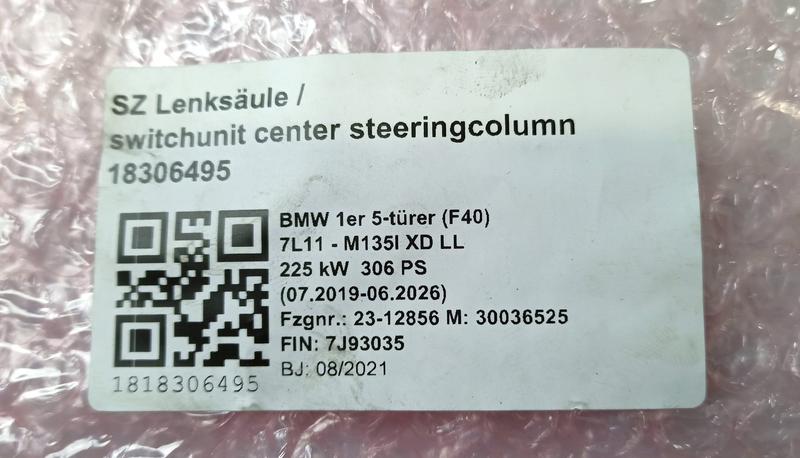 SZ Lenksäule /
switchunit center steeringcolumn
18306495
BMW 1er 5-türer (F40)
7L11 - M135I XD LL
225 kW 306 PS
(07.2019-06.2026)
Fzgnr.: 23-12856 M: 30036525
FIN: 7J93035
BJ: 08/2021
1818306495